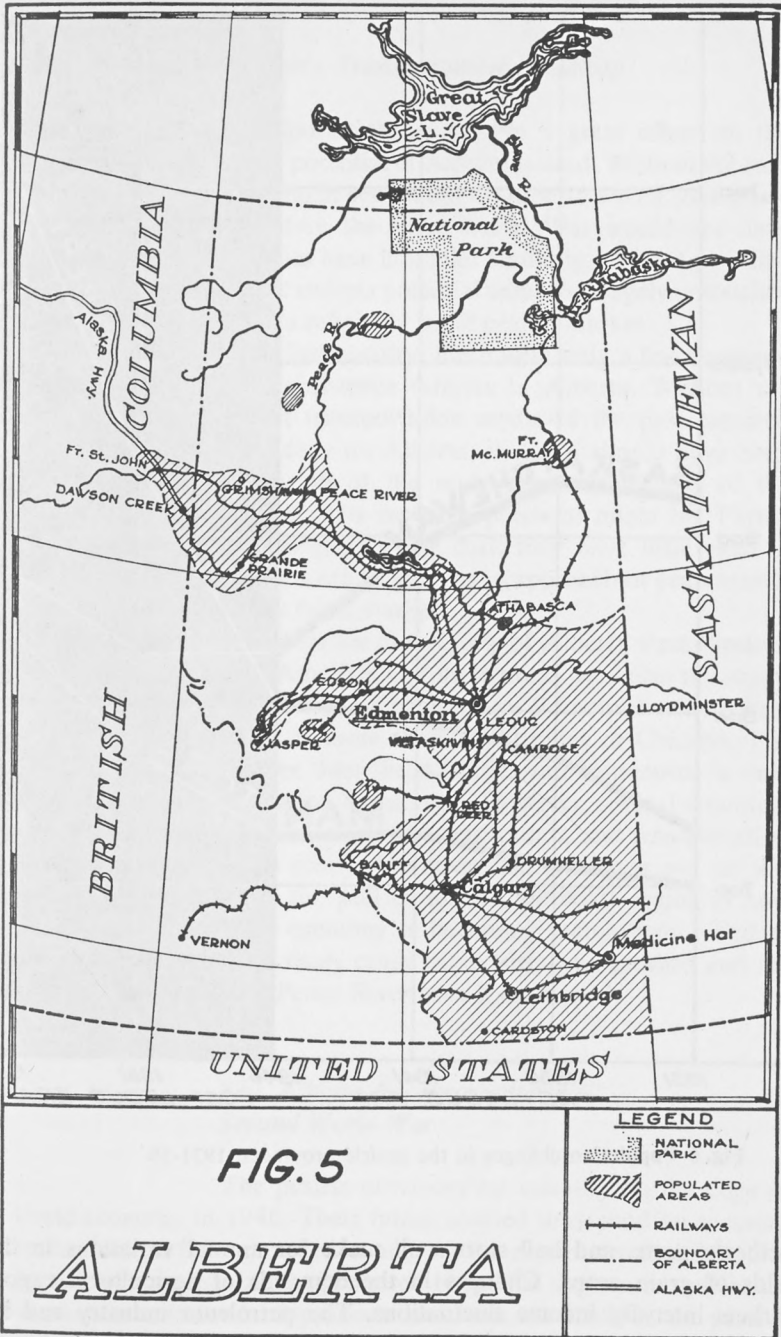 Great
Slave
L.
Slave R.
National
Park
L. Athabaska
Peace R.
Alaska Hwy.
COLUMBIA
SASKATCHEWAN
FT.
Mc. MURRAY
FT. ST. JOHN
DAWSON CREEK
GRIMSHAW
PEACE RIVER
GRANDE
PRAIRIE
ATHABASCA
EDSON
Edmonton
LEDUC
LLOYDMINSTER
JASPER
WETASKIWIN
CAMROSE
BRITISH
RED
DEER
BANFF
DRUMHELLER
Calgary
VERNON
Medicine Hat
Lethbridge
CARDSTON
UNITED STATES
FIG. 5
ALBERTA
LEGEND
NATIONAL
PARK
POPULATED
AREAS
RAILWAYS
BOUNDARY
OF ALBERTA
ALASKA HWY.